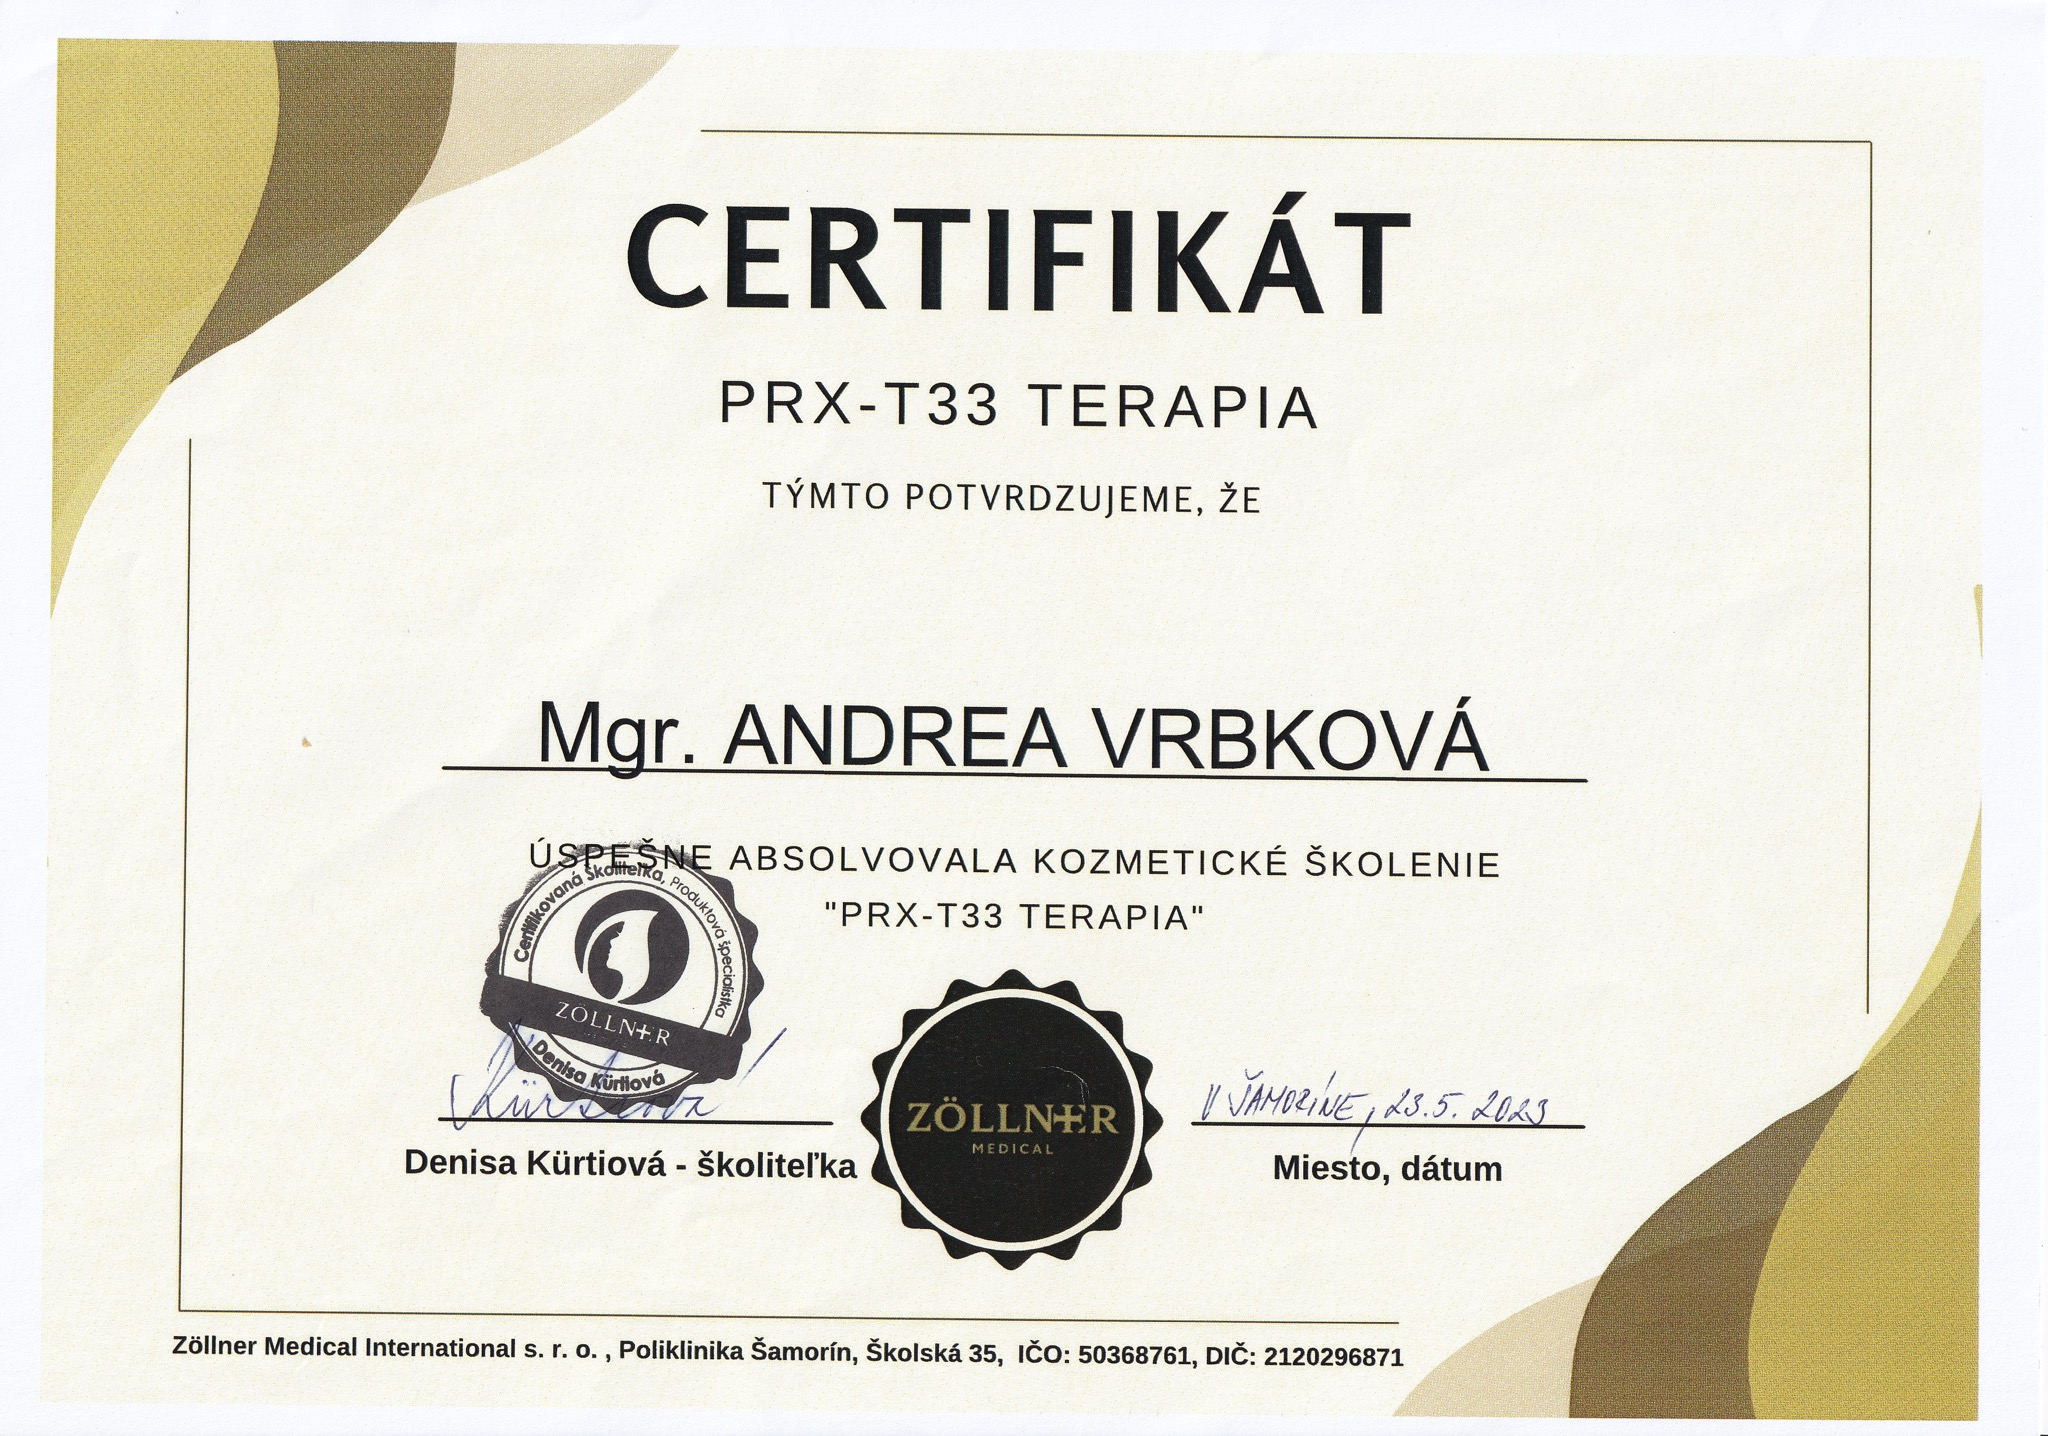 CERTIFIKÁT
PRX-T33 TERAPIA
TÝMTO POTVRDZUJEME, ŽE
Mgr. ANDREA VRBKOVÁ
ÚSPEŠNE ABSOLVOVALA KOZMETICKÉ ŠKOLENIE
"PRX-T33 TERAPIA"
Certifikovaná Školiteľka, Produktová špecialistka
ZÖLLNER
Denisa Kürtiová
Kürtiova
Denisa Kürtiová - školiteľka
ZÖLLNER
MEDICAL
V ŠAMORÍNE, 23.5. 2023
Miesto, dátum
Zöllner Medical International s. r. o. , Poliklinika Šamorín, Školská 35, IČO: 50368761, DIČ: 2120296871